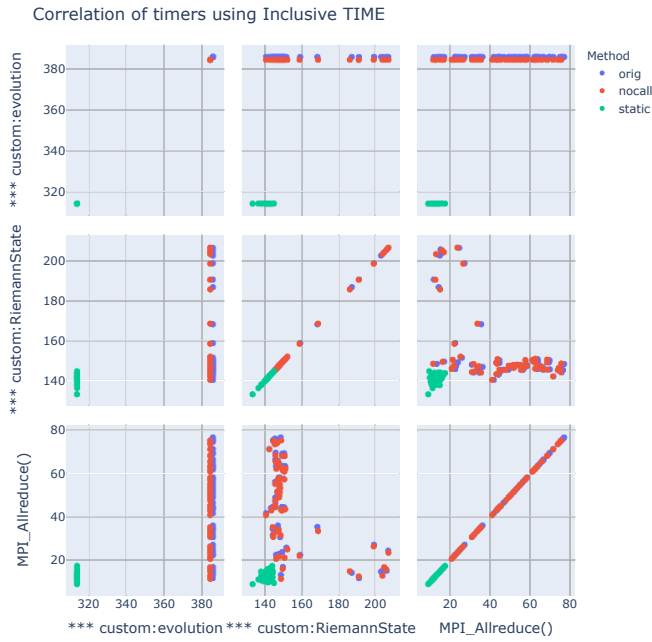 Correlation of timers using Inclusive TIME
Method
orig
nocall
static
*** custom:evolution
380
360
340
320
*** custom:RiemannState
200
180
160
140
MPI_Allreduce()
80
60
40
20
320 340 360 380
140 160 180 200
20 40 60 80
*** custom:evolution *** custom:RiemannState MPI_Allreduce()